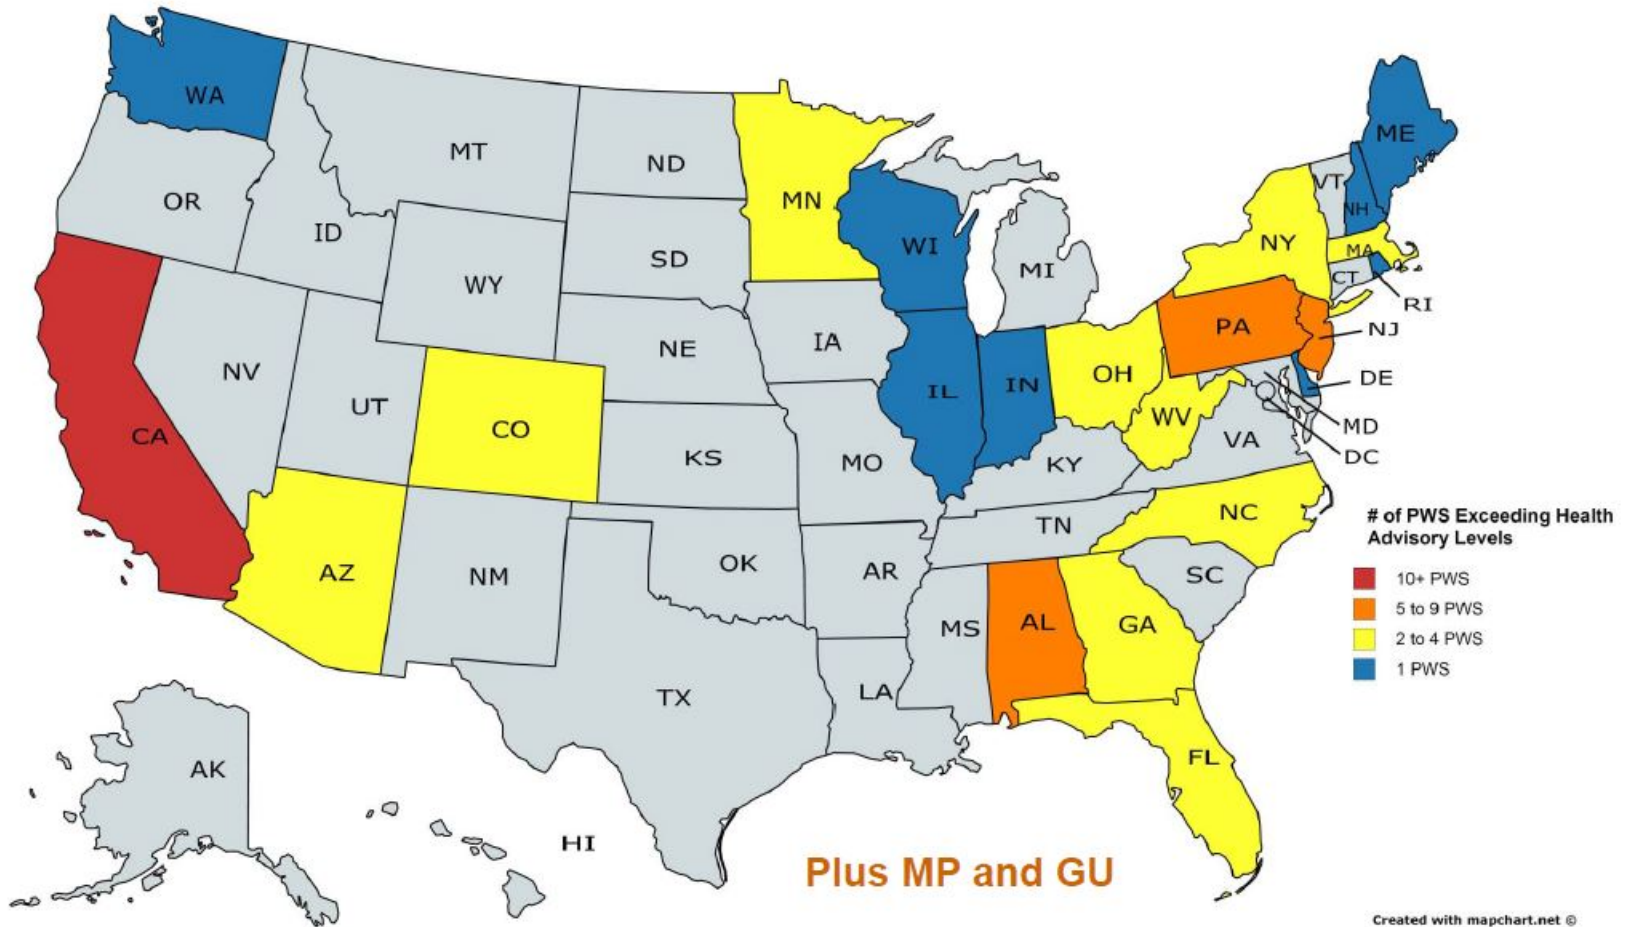 WA
MT
ND
MN
ME
OR
ID
SD
WI
VT
NH
WY
MI
NY
MA
CT
RI
NV
NE
IA
PA
NJ
UT
CO
IL
IN
OH
DE
CA
KS
MO
KY
WV
VA
MD
DC
AZ
NM
OK
AR
TN
NC
SC
TX
LA
MS
AL
GA
FL
AK
HI
# of PWS Exceeding Health
Advisory Levels
10+ PWS
5 to 9 PWS
2 to 4 PWS
1 PWS
Plus MP and GU
Created with mapchart.net ©